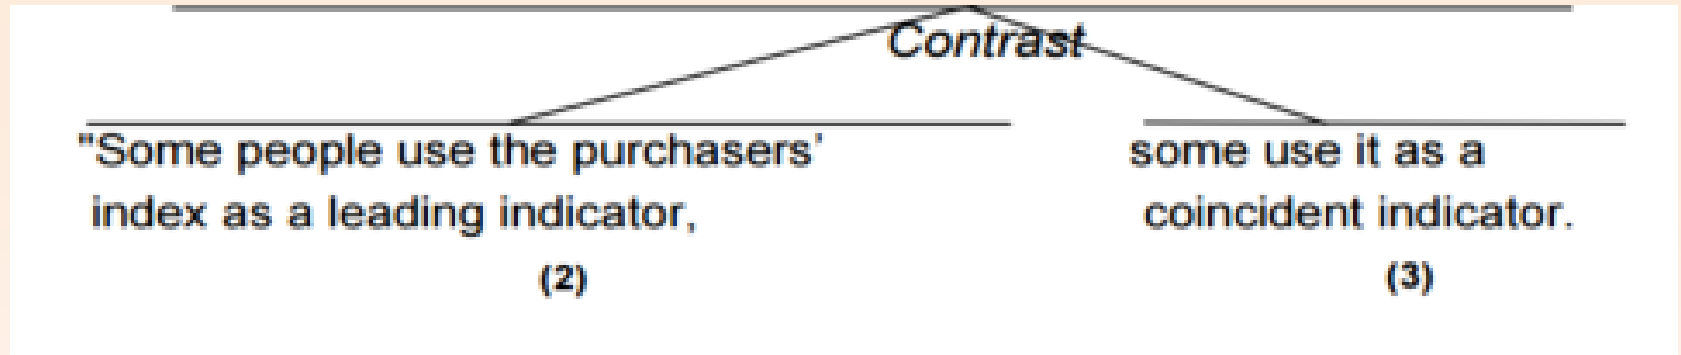 Contrast
"Some people use the purchasers'
index as a leading indicator,
(2)
some use it as a
coincident indicator.
(3)